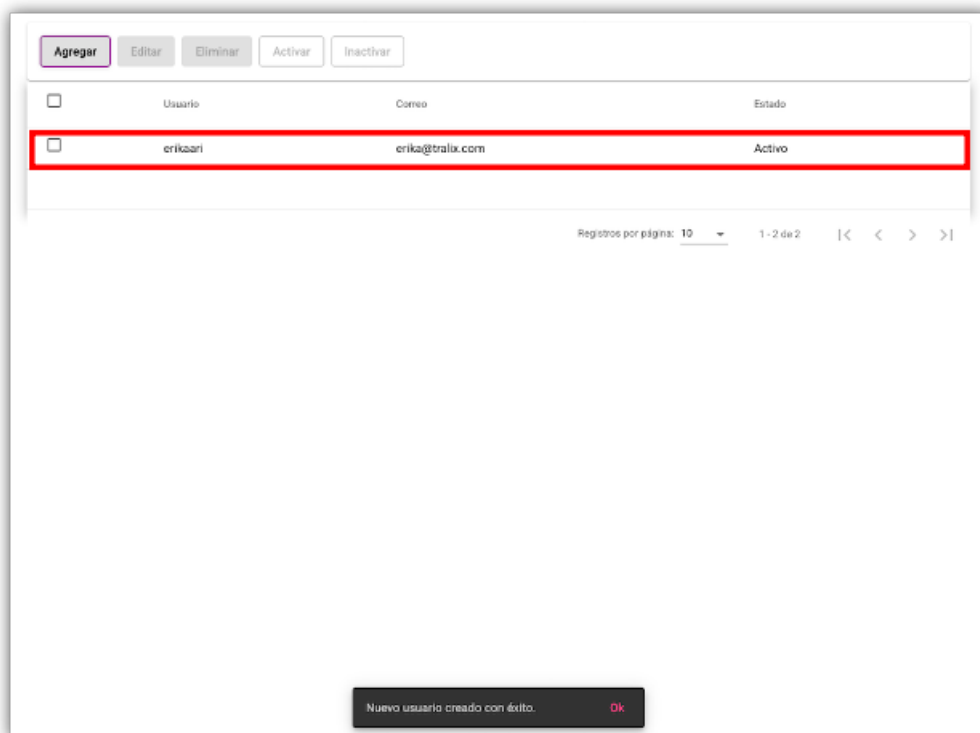 Agregar Editar Eliminar Activar Inactivar
Usuario Correo Estado
erikaari erika@tralix.com Activo
Registros por página: 10 1 - 2 de 2
Nuevo usuario creado con éxito. Ok